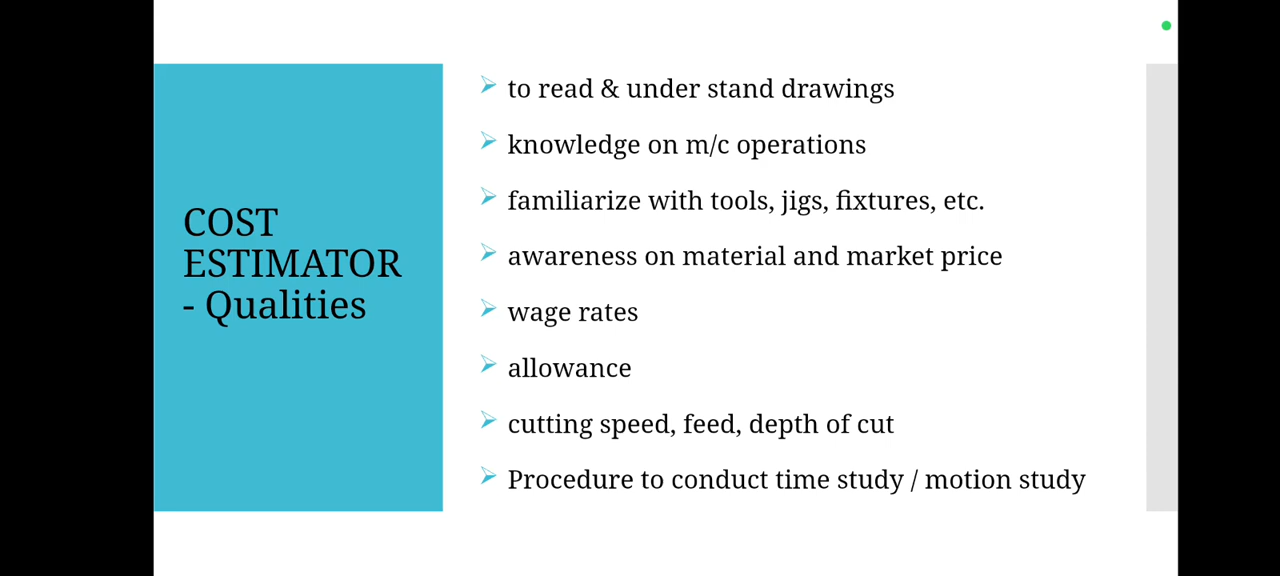 COST
ESTIMATOR
- Qualities
to read & under stand drawings
knowledge on m/c operations
familiarize with tools, jigs, fixtures, etc.
awareness on material and market price
wage rates
allowance
cutting speed, feed, depth of cut
Procedure to conduct time study / motion study